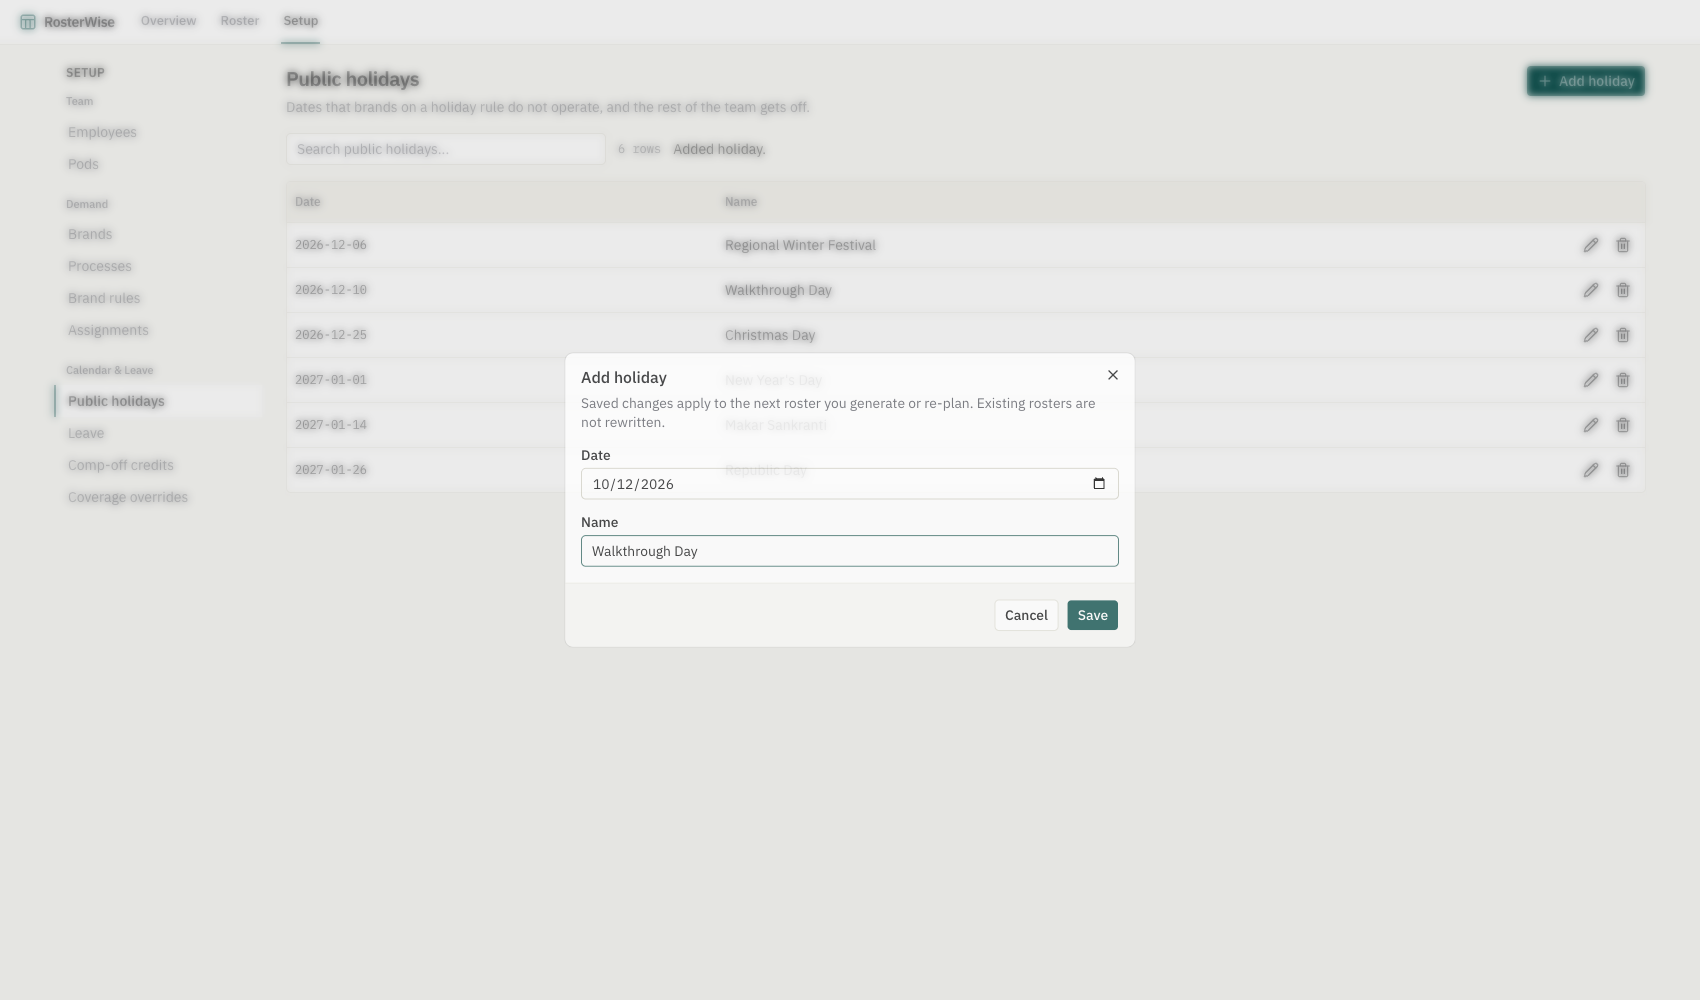 RosterWise
Overview
Roster
Setup
SETUP
Team
Employees
Pods
Demand
Brands
Processes
Brand rules
Assignments
Calendar & Leave
Public holidays
Leave
Comp-off credits
Coverage overrides
Public holidays
+ Add holiday
Dates that brands on a holiday rule do not operate, and the rest of the team gets off.
Search public holidays...
6 rows
Added holiday.
Date Name
2026-12-06 Regional Winter Festival
2026-12-10 Walkthrough Day
2026-12-25 Christmas Day
2027-01-01 New Year's Day
2027-01-14 Makar Sankranti
2027-01-26 Republic Day
Add holiday
Saved changes apply to the next roster you generate or re-plan. Existing rosters are
not rewritten.
Date
10/12/2026
Name
Walkthrough Day
Cancel
Save